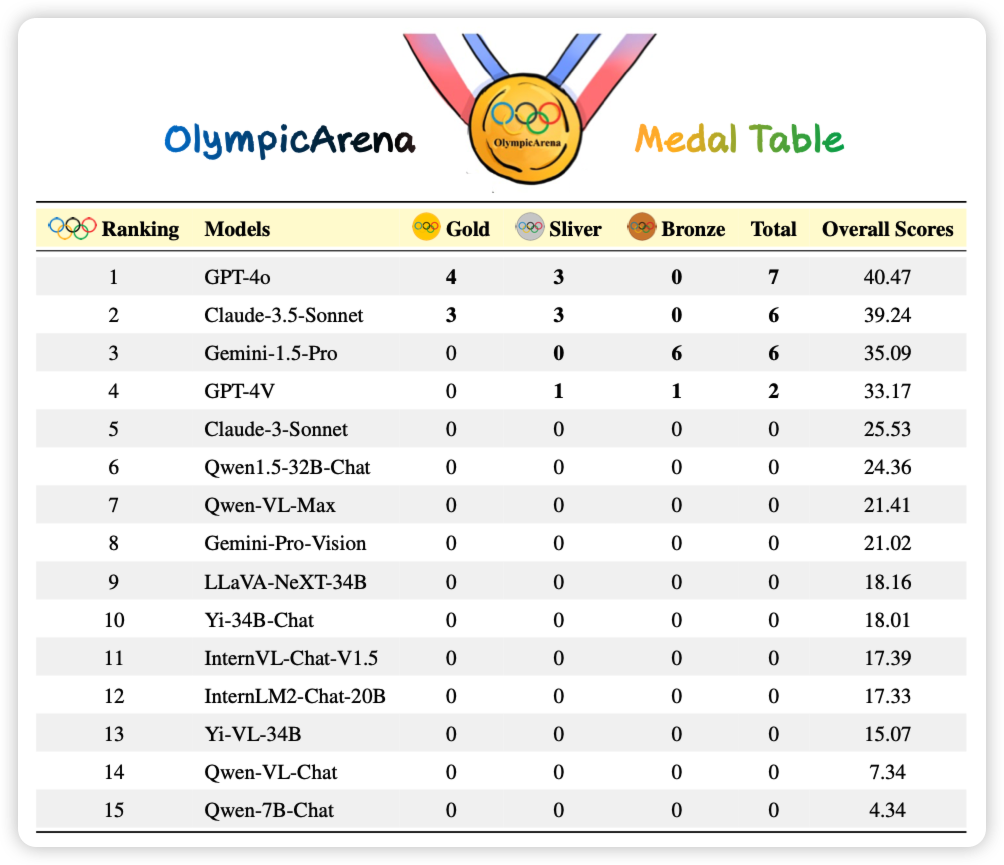 OlympicArena
OlympicArena
Medal Table
Ranking Models Gold Sliver Bronze Total Overall Scores
1 GPT-4o 4 3 0 7 40.47
2 Claude-3.5-Sonnet 3 3 0 6 39.24
3 Gemini-1.5-Pro 0 0 6 6 35.09
4 GPT-4V 0 1 1 2 33.17
5 Claude-3-Sonnet 0 0 0 0 25.53
6 Qwen1.5-32B-Chat 0 0 0 0 24.36
7 Qwen-VL-Max 0 0 0 0 21.41
8 Gemini-Pro-Vision 0 0 0 0 21.02
9 LLaVA-NeXT-34B 0 0 0 0 18.16
10 Yi-34B-Chat 0 0 0 0 18.01
11 InternVL-Chat-V1.5 0 0 0 0 17.39
12 InternLM2-Chat-20B 0 0 0 0 17.33
13 Yi-VL-34B 0 0 0 0 15.07
14 Qwen-VL-Chat 0 0 0 0 7.34
15 Qwen-7B-Chat 0 0 0 0 4.34